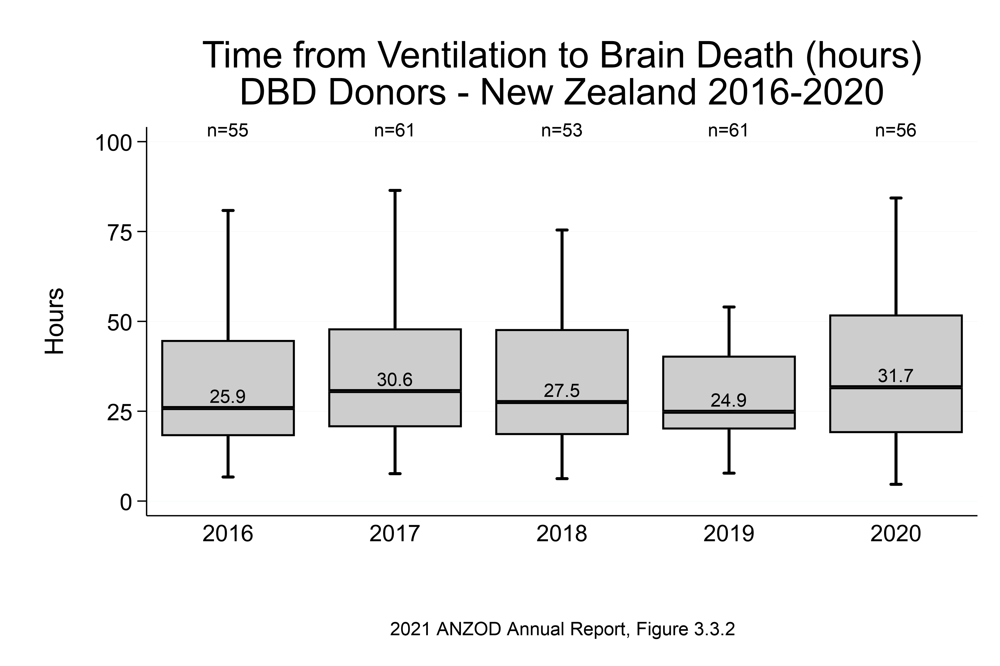 Time from Ventilation to Brain Death (hours)
DBD Donors - New Zealand 2016-2020
n=55 n=61 n=53 n=61 n=56
100
75
50
25
0
Hours
25.9 30.6 27.5 24.9 31.7
2016 2017 2018 2019 2020
2021 ANZOD Annual Report, Figure 3.3.2